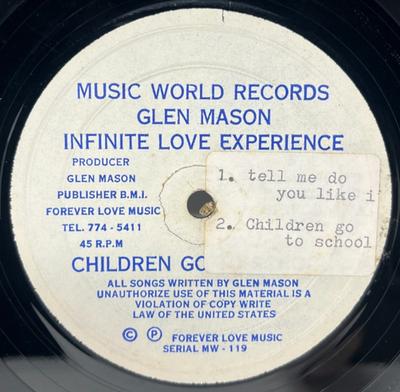 MUSIC WORLD RECORDS
GLEN MASON
INFINITE LOVE EXPERIENCE
PRODUCER
GLEN MASON
PUBLISHER B.M.I.
FOREVER LOVE MUSIC
TEL. 774 - 5411
45 R.P.M
1. tell me do
you like i
2. Children go
to school
CHILDREN GO
ALL SONGS WRITTEN BY GLEN MASON
UNAUTHORIZE USE OF THIS MATERIAL IS A
VIOLATION OF COPY WRITE
LAW OF THE UNITED STATES
© Ⓟ FOREVER LOVE MUSIC
SERIAL MW - 119